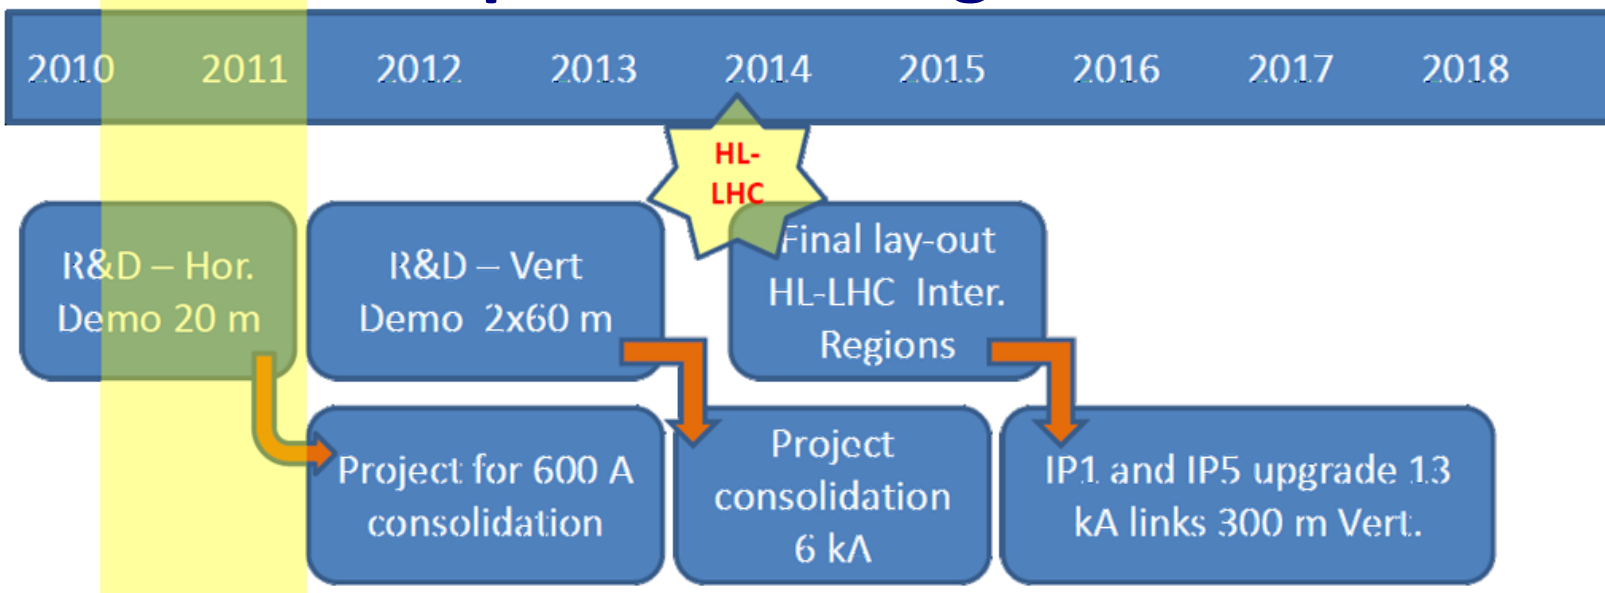 2010 2011 2012 2013 2014 2015 2016 2017 2018
HL-
LHC
R&D – Hor.
Demo 20 m
R&D – Vert
Demo 2x60 m
Final lay-out
HL-LHC Inter.
Regions
Project for 600 A
consolidation
Project
consolidation
6 kA
IP1 and IP5 upgrade 13
kA links 300 m Vert.